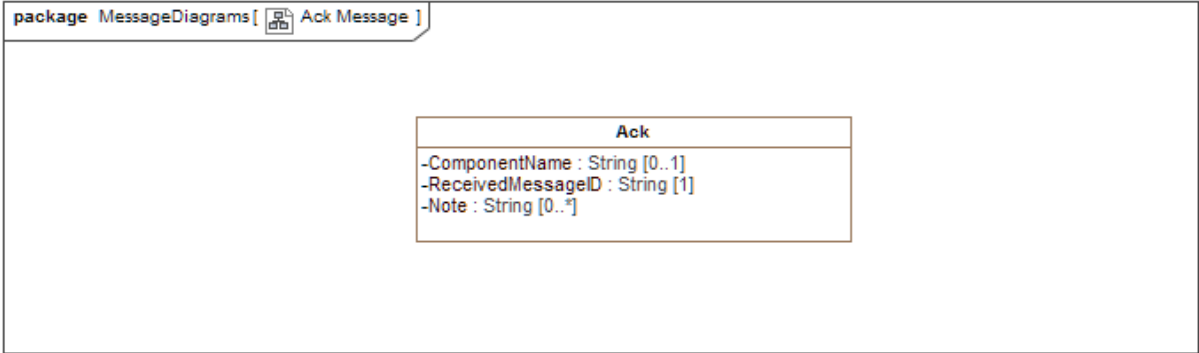 package MessageDiagrams [ Ack Message ]
Ack
-ComponentName : String [0..1]
-ReceivedMessageID : String [1]
-Note : String [0..*]